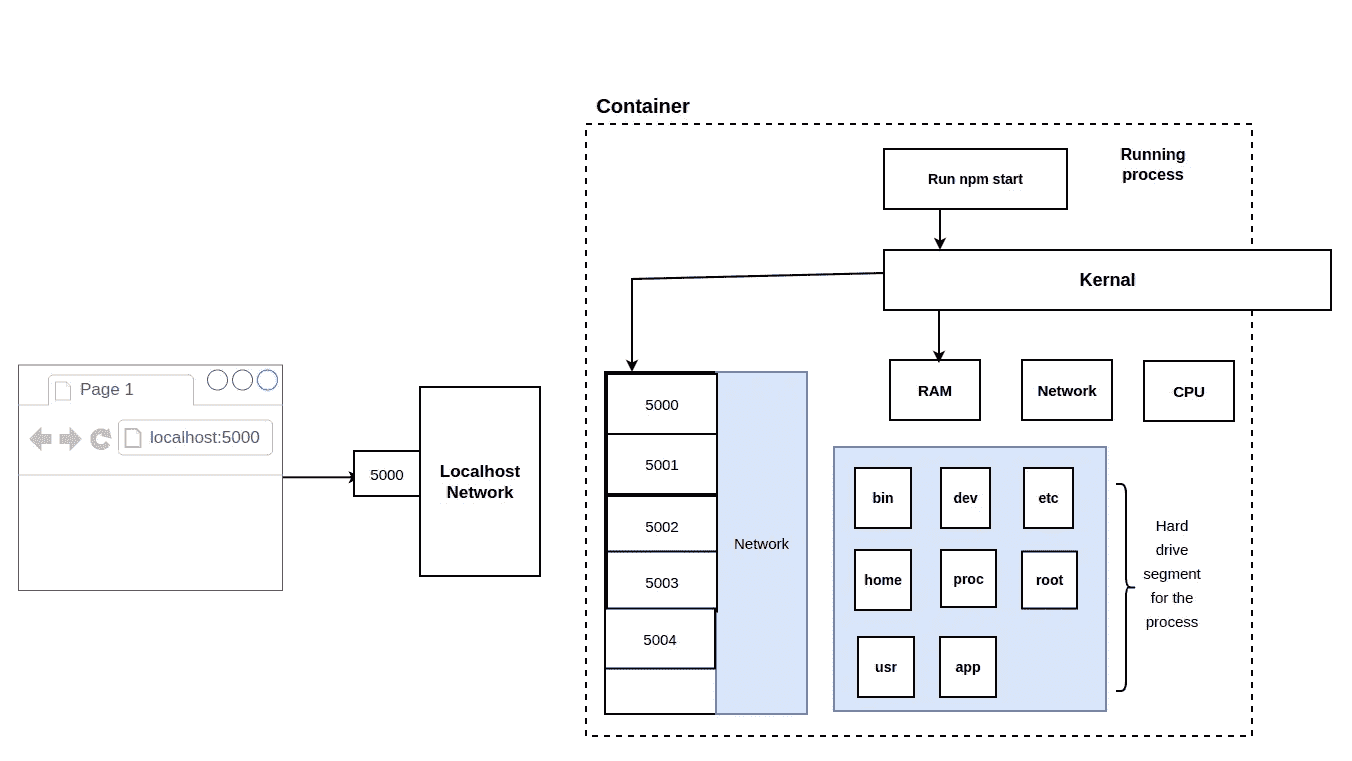 Container
Run npm start
Running
process
Kernal
Page 1
localhost:5000
5000
Localhost
Network
5000
5001
5002
5003
5004
Network
RAM
Network
CPU
bin
dev
etc
home
proc
root
usr
app
Hard
drive
segment
for the
process